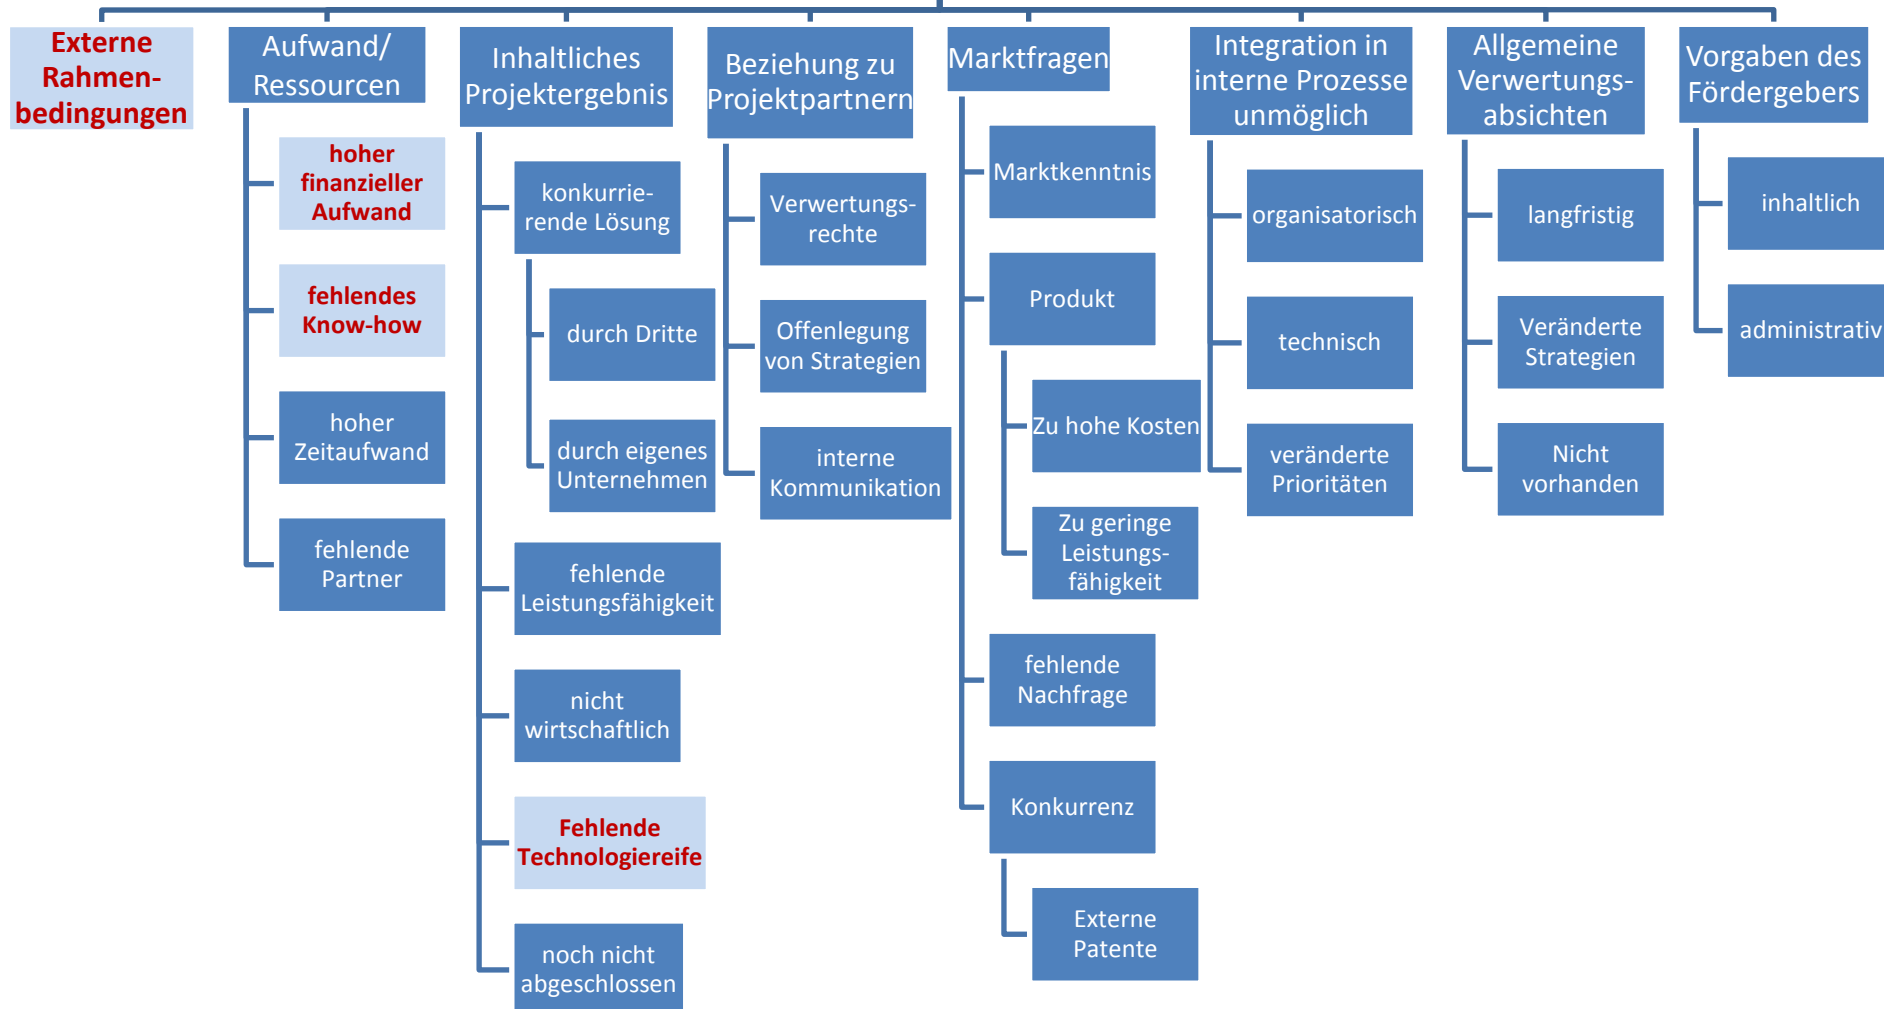 Externe
Rahmen-
bedingungen
Aufwand/
Ressourcen
hoher
finanzieller
Aufwand
fehlendes
Know-how
hoher
Zeitaufwand
fehlende
Partner
Inhaltliches
Projektergebnis
konkurrie-
rende Lösung
durch Dritte
durch eigenes
Unternehmen
fehlende
Leistungsfähigkeit
nicht
wirtschaftlich
Fehlende
Technologiereife
noch nicht
abgeschlossen
Beziehung zu
Projektpartnern
Verwertungs-
rechte
Offenlegung
von Strategien
interne
Kommunikation
Marktfragen
Marktkenntnis
Produkt
Zu hohe Kosten
Zu geringe
Leistungs-
fähigkeit
fehlende
Nachfrage
Konkurrenz
Externe
Patente
Integration in
interne Prozesse
unmöglich
organisatorisch
technisch
veränderte
Prioritäten
Allgemeine
Verwertungs-
absichten
langfristig
Veränderte
Strategien
Nicht
vorhanden
Vorgaben des
Fördergebers
inhaltlich
administrativ